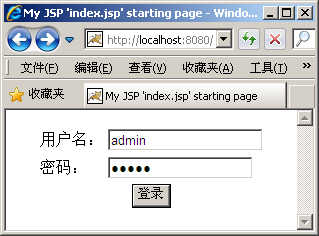 My JSP 'index.jsp' starting page - Windo...
http://localhost:8080/
文件(F) 编辑(E) 查看(V) 收藏夹(A) 工具(T) »
收藏夹 My JSP 'index.jsp' starting page
用户名： admin
密码： •••••
登录